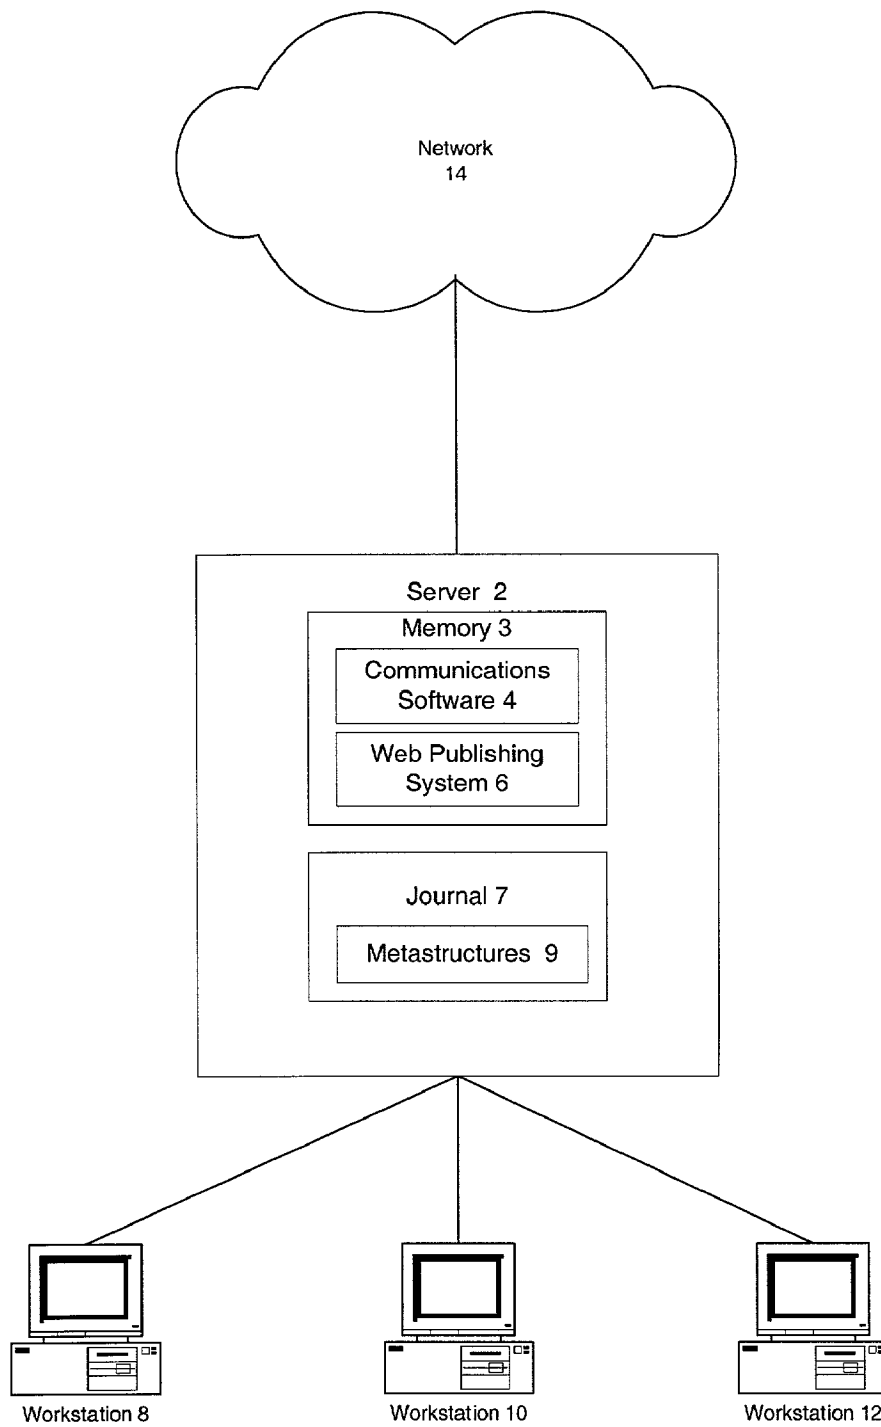 Network
14
Server 2
Memory 3
Communications
Software 4
Web Publishing
System 6
Journal 7
Metastructures 9
Workstation 8
Workstation 10
Workstation 12